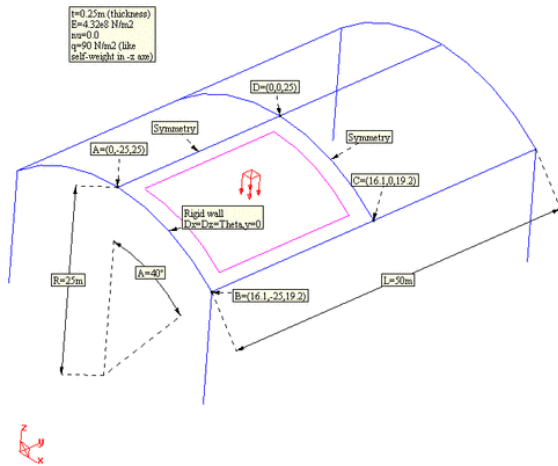 t=0.25m (thickness)
E=4.32e8 N/m2
nu=0.0
q=90 N/m2 (like
self-weight in -z axe)
D=(0,0,25)
Symmetry
Symmetry
A=(0,-25,25)
C=(16.1,0,19.2)
Rigid wall
Dx=Dz=Theta,y=0
R=25m
A=40°
L=50m
B=(16.1,-25,19.2)
z
y
x